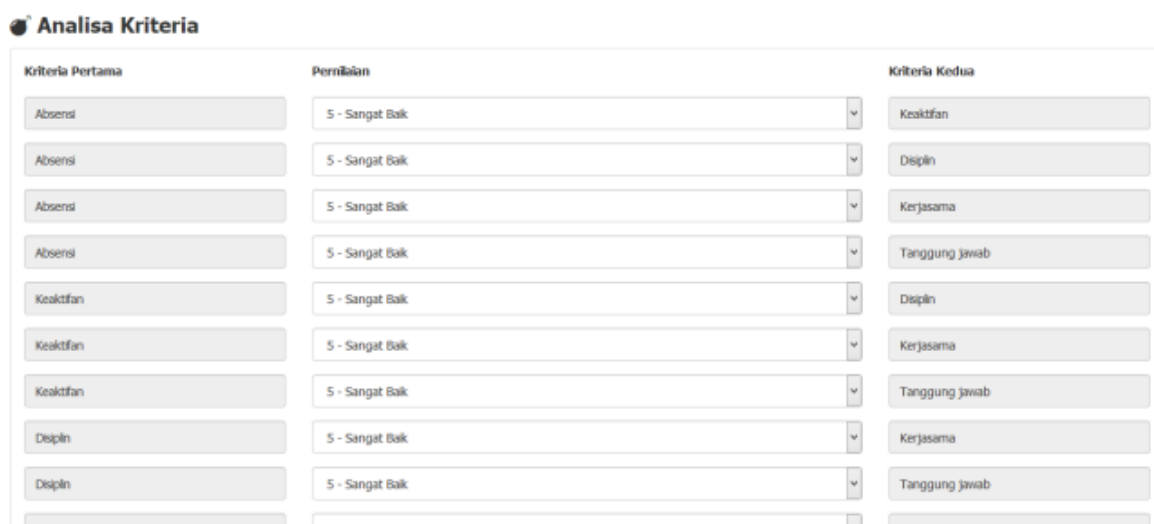 Analisa Kriteria
Kriteria Pertama Pernilaian Kriteria Kedua
Absensi 5 - Sangat Baik Keaktifan
Absensi 5 - Sangat Baik Disiplin
Absensi 5 - Sangat Baik Kerjasama
Absensi 5 - Sangat Baik Tanggung jawab
Keaktifan 5 - Sangat Baik Disiplin
Keaktifan 5 - Sangat Baik Kerjasama
Keaktifan 5 - Sangat Baik Tanggung jawab
Disiplin 5 - Sangat Baik Kerjasama
Disiplin 5 - Sangat Baik Tanggung jawab